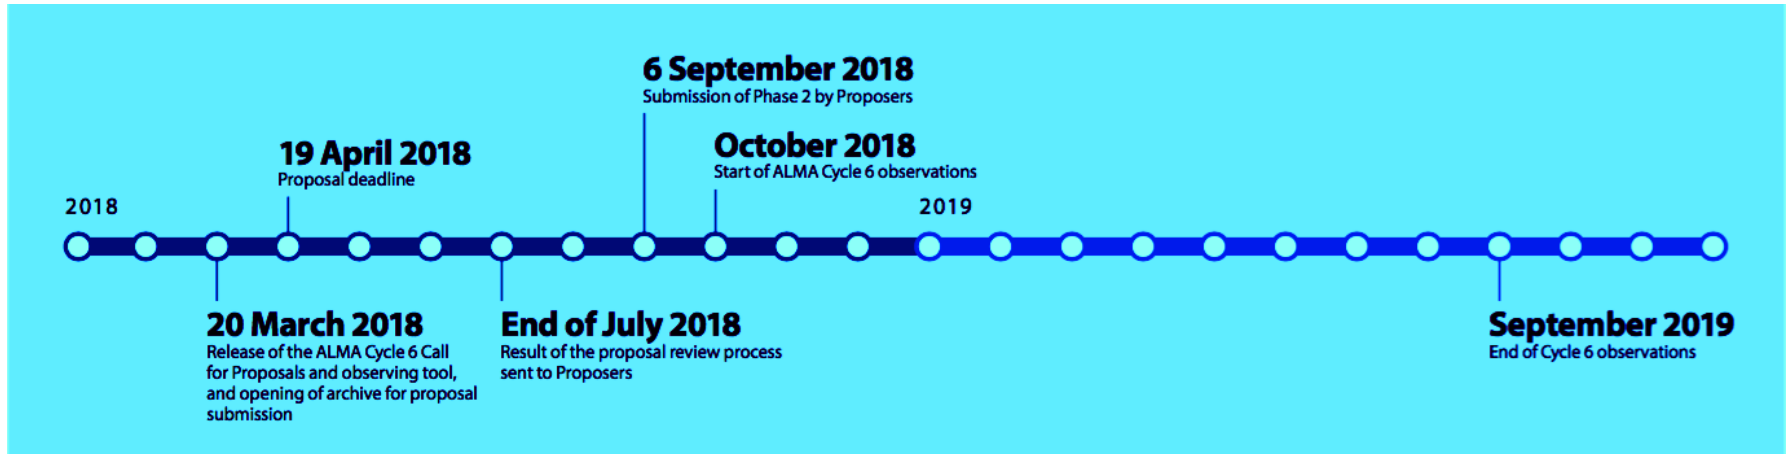 6 September 2018
Submission of Phase 2 by Proposers
October 2018
Start of ALMA Cycle 6 observations
19 April 2018
Proposal deadline
2018
2019
20 March 2018
Release of the ALMA Cycle 6 Call
for Proposals and observing tool,
and opening of archive for proposal
submission
End of July 2018
Result of the proposal review process
sent to Proposers
September 2019
End of Cycle 6 observations